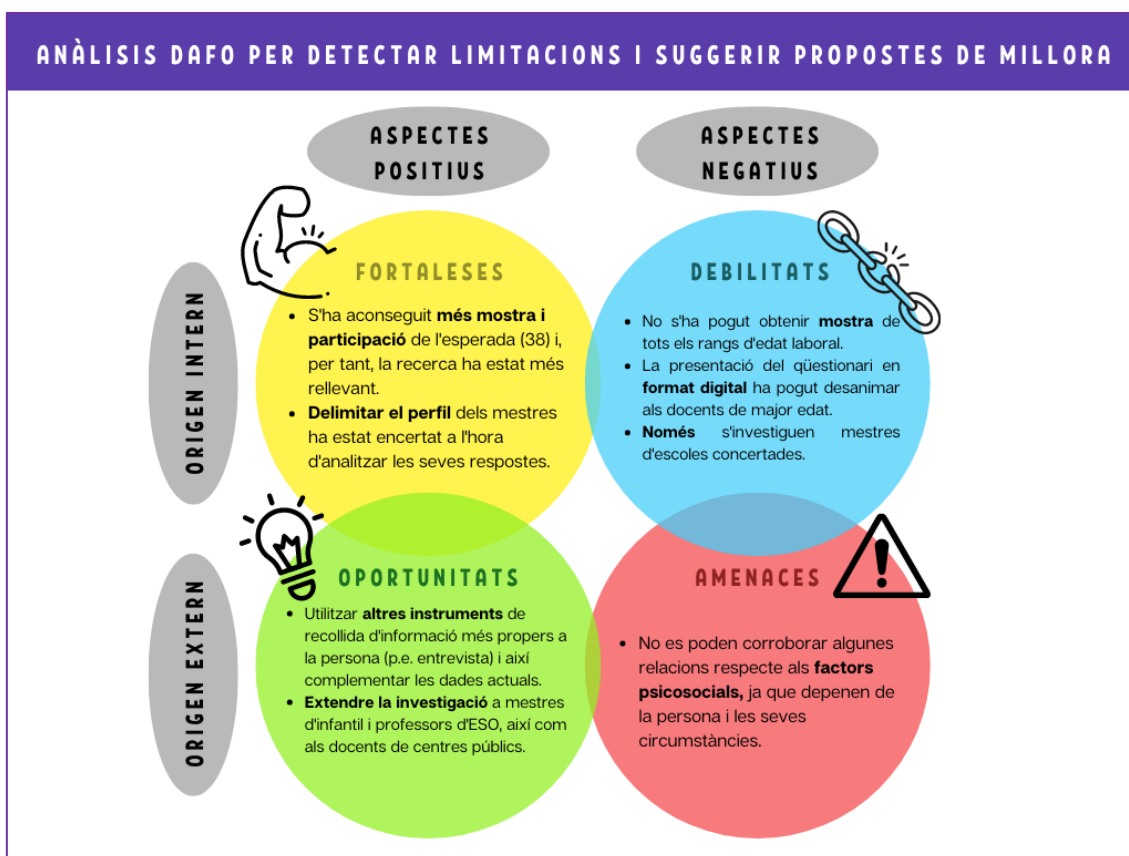 ANÀLISIS DAFO PER DETECTAR LIMITACIONS I SUGGERIR PROPOSTES DE MILLORA
ASPECTES
POSITIUS
ASPECTES
NEGATIUS
ORIGEN INTERN
FORTALESES
• S'ha aconseguit més mostra i
participació de l'esperada (38) i,
per tant, la recerca ha estat més
rellevant.
• Delimitar el perfil dels mestres
ha estat encertat a l'hora
d'analitzar les seves respostes.
DEBILITATS
• No s'ha pogut obtenir mostra de
tots els rangs d'edat laboral.
• La presentació del qüestionari en
format digital ha pogut desanimar
als docents de major edat.
• Només s'investiguen mestres
d'escoles concertades.
ORIGEN EXTERN
OPORTUNITATS
• Utilitzar altres instruments de
recollida d'informació més propers a
la persona (p.e. entrevista) i així
complementar les dades actuals.
• Extendre la investigació a mestres
d'infantil i professors d'ESO, així com
als docents de centres públics.
AMENACES
• No es poden corroborar algunes
relacions respecte als factors
psicosocials, ja que depenen de
la persona i les seves
circumstàncies.